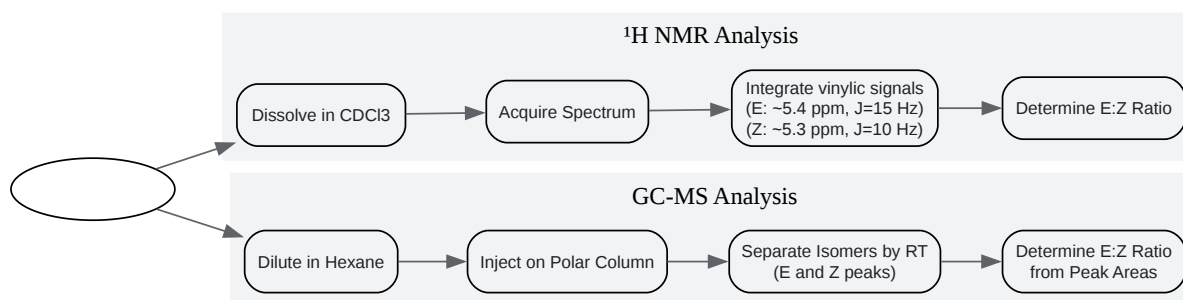 ¹H NMR Analysis
Dissolve in CDCl3
Acquire Spectrum
Integrate vinylic signals
(E: ~5.4 ppm, J=15 Hz)
(Z: ~5.3 ppm, J=10 Hz)
Determine E:Z Ratio
GC-MS Analysis
Dilute in Hexane
Inject on Polar Column
Separate Isomers by RT
(E and Z peaks)
Determine E:Z Ratio
from Peak Areas